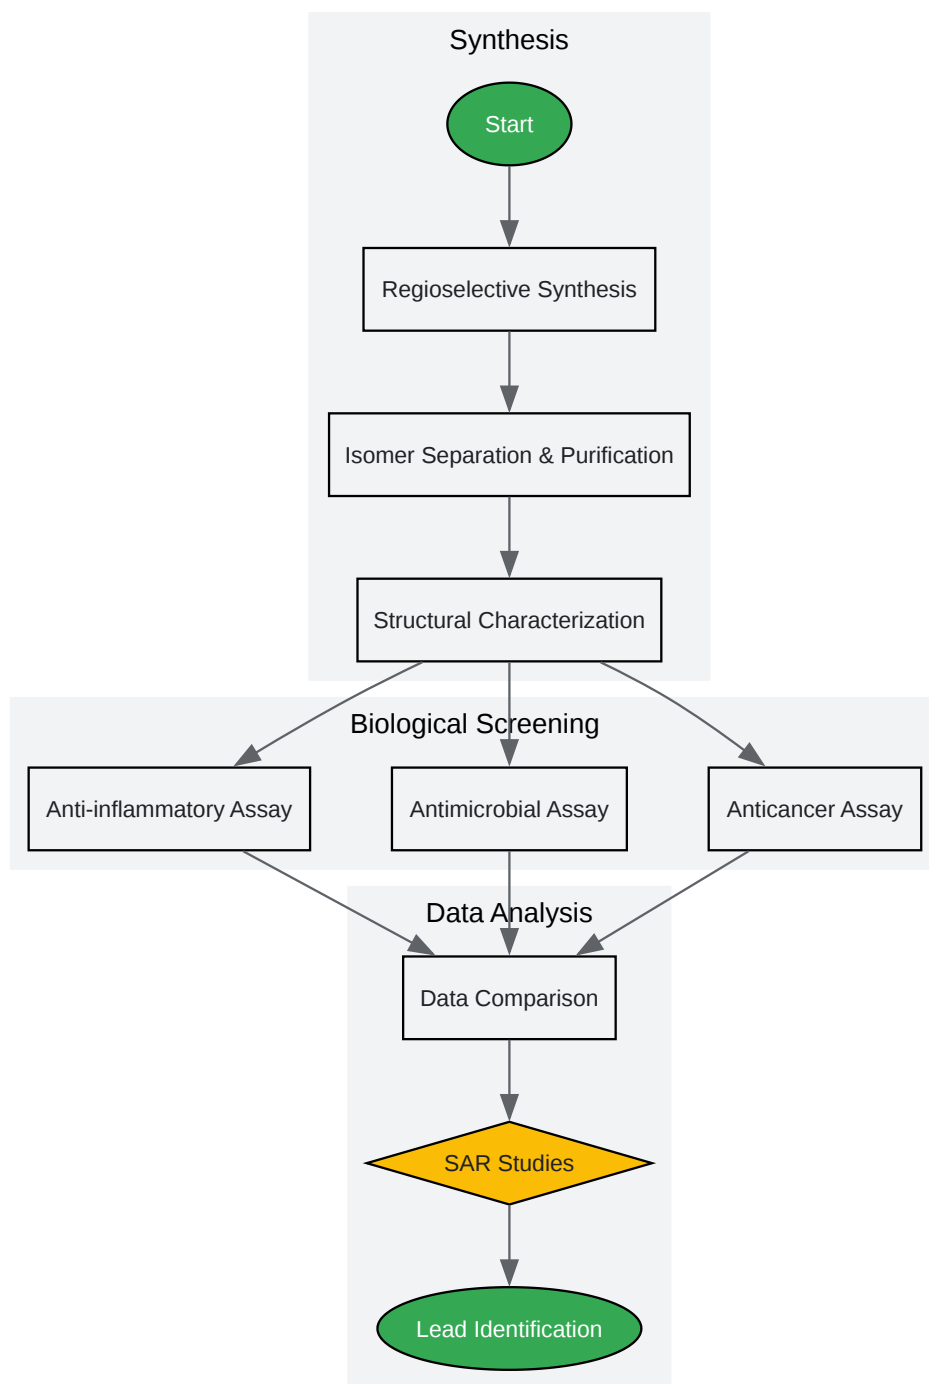 Synthesis
Start
Regioselective Synthesis
Isomer Separation & Purification
Structural Characterization
Biological Screening
Anti-inflammatory Assay
Antimicrobial Assay
Anticancer Assay
Data Analysis
Data Comparison
SAR Studies
Lead Identification